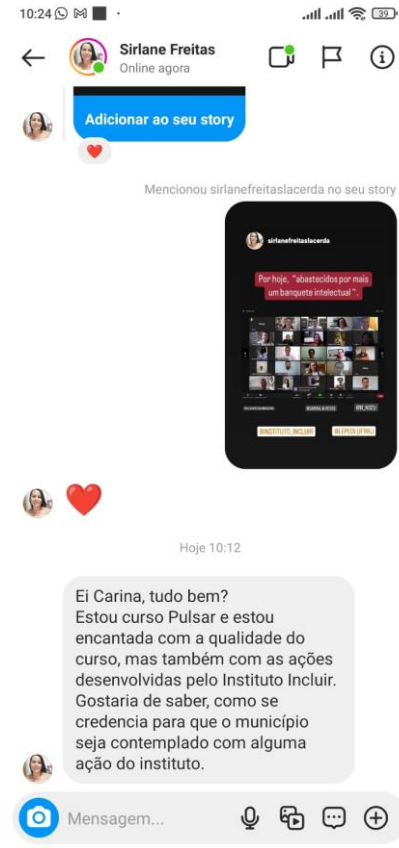 10:24
39
Sirlane Freitas
Online agora
Adicionar ao seu story
Mencionou sirlanefreitaslacerda no seu story
sirlanefreitaslacerda
Por hoje, "abastecidos por mais
um banquete intelectual".
@INSTITUTO_INCLUIR
Hoje 10:12
Ei Carina, tudo bem?
Estou curso Pulsar e estou
encantada com a qualidade do
curso, mas também com as ações
desenvolvidas pelo Instituto Incluir.
Gostaria de saber, como se
credencia para que o município
seja contemplado com alguma
ação do instituto.
Mensagem...